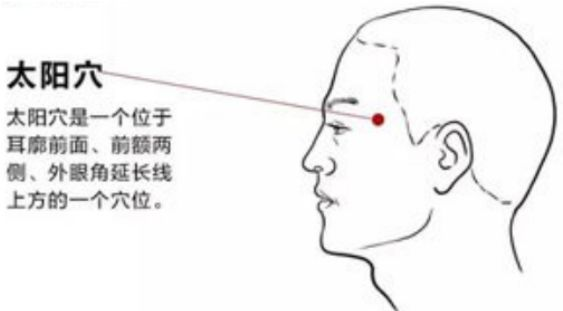 太阳穴
太阳穴是一个位于
耳廓前面、前额两
侧、外眼角延长线
上方的一个穴位。